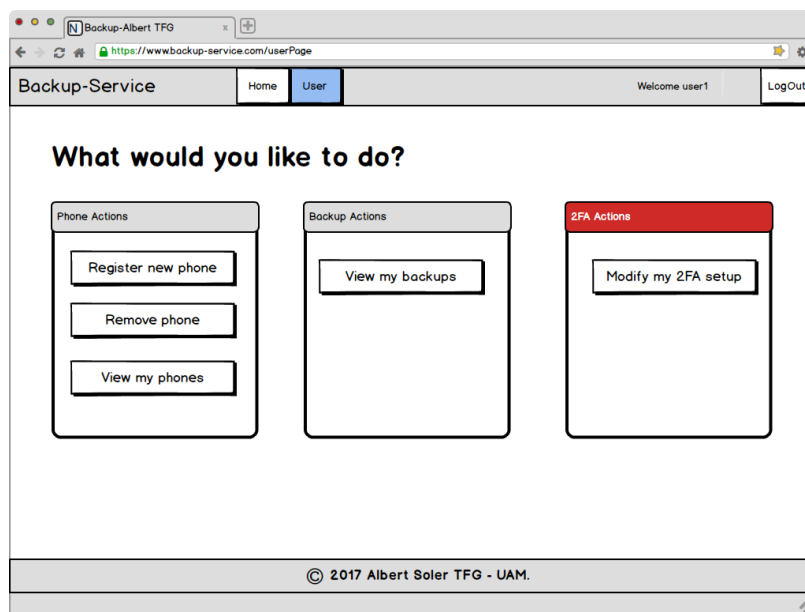 Backup-Albert TFG
https://www.backup-service.com/userPage
Backup-Service Home User Welcome user1 LogOut
What would you like to do?
Phone Actions
Register new phone
Remove phone
View my phones
Backup Actions
View my backups
2FA Actions
Modify my 2FA setup
© 2017 Albert Soler TFG - UAM.